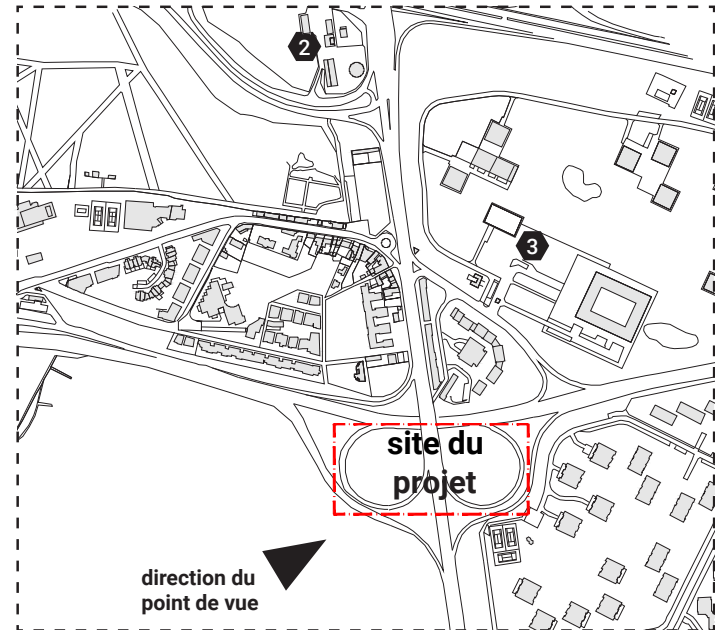 2
3
site du
projet
direction du
point de vue